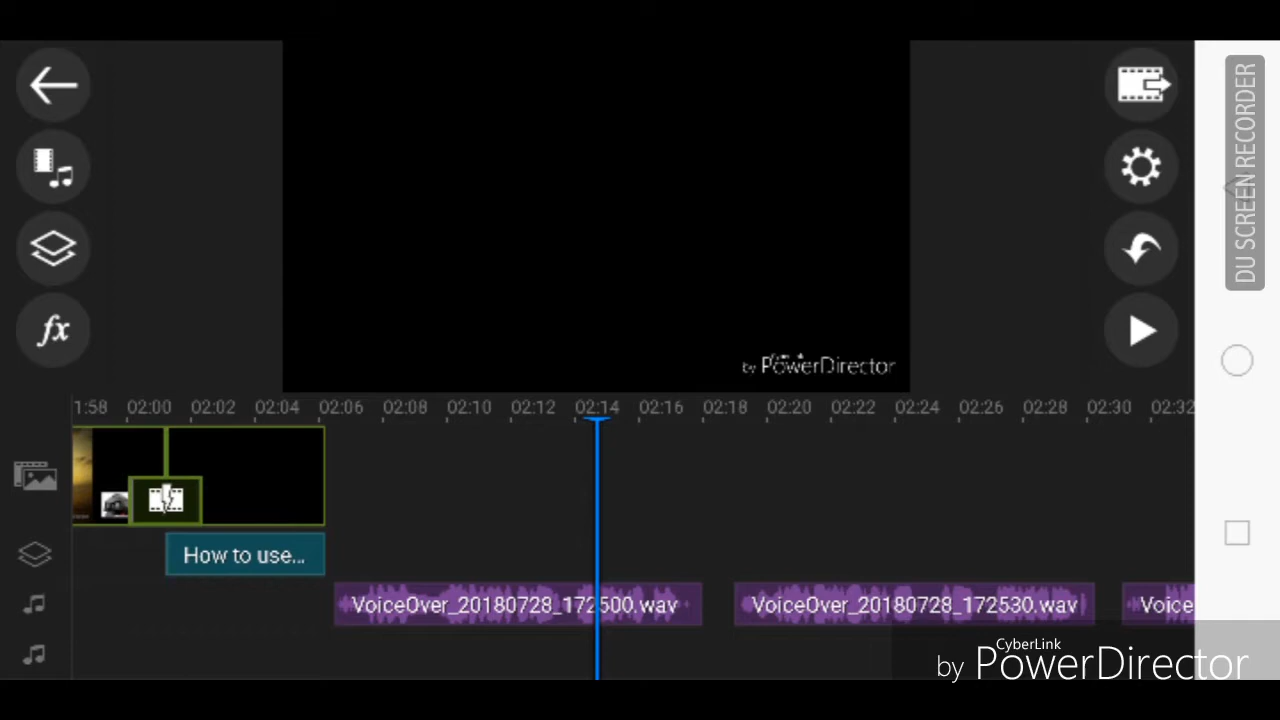 DU SCREEN RECORDER
fx
by PowerDirector
1:58 02:00 02:02 02:04 02:06 02:08 02:10 02:12 02:14 02:16 02:18 02:20 02:22 02:24 02:26 02:28 02:30 02:32
How to use...
VoiceOver_20180728_172500.wav VoiceOver_20180728_172530.wav Voice
CyberLink
by PowerDirector